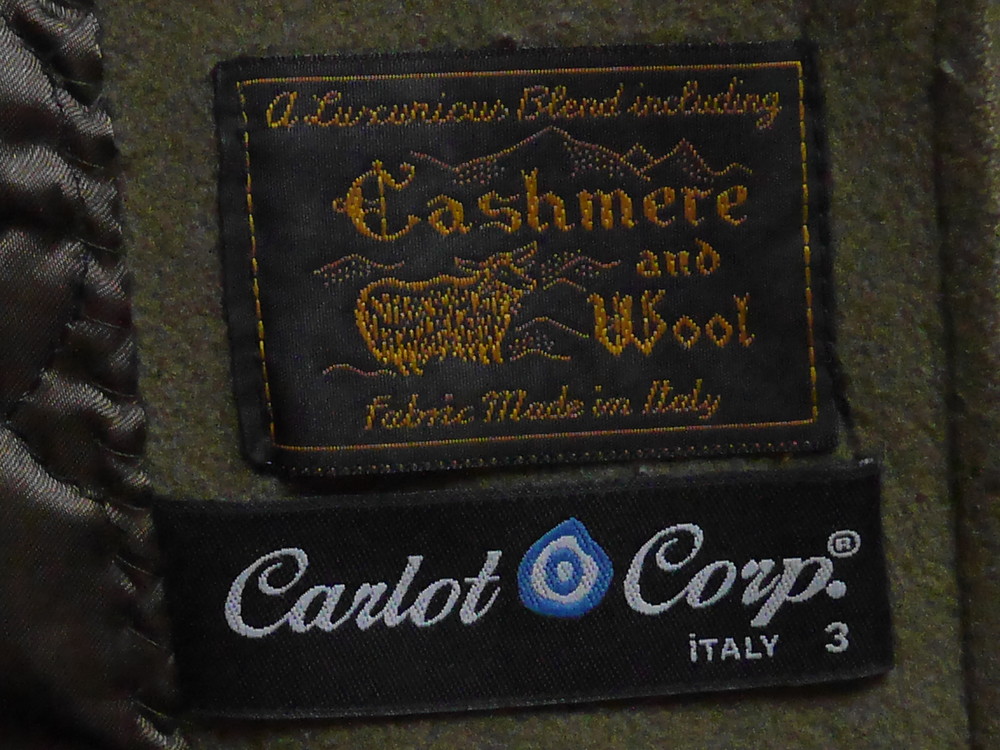 A Luxurious Blend including
Cashmere
and
Wool
Fabric Made in Italy
Carlot Corp.®
iTALY 3